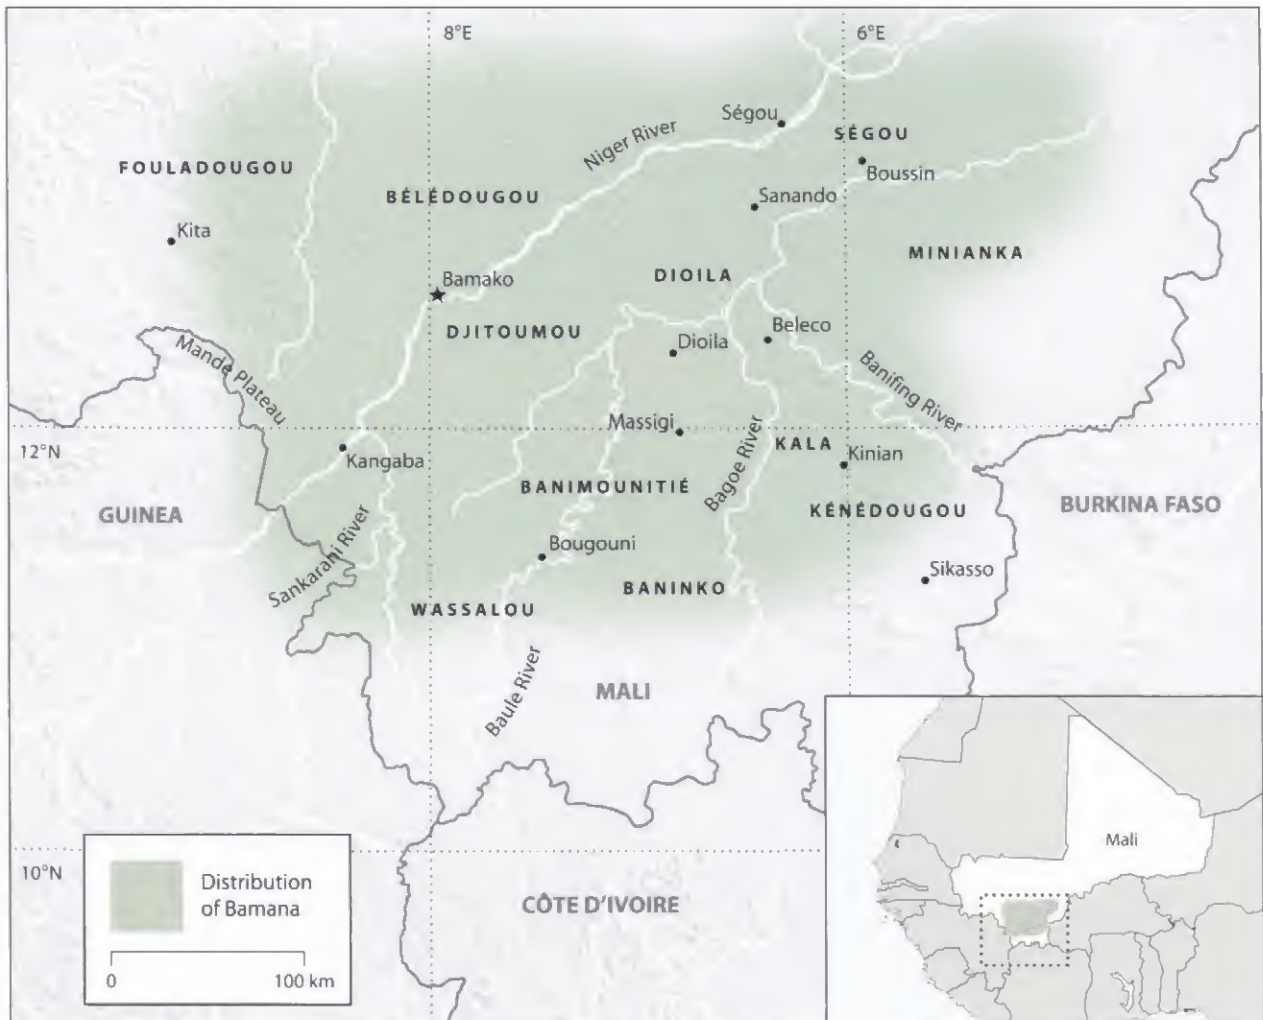 8°E
6°E
Ségou
Niger River
SÉGOU
Boussin
FOULADOUGOU
BÉLÉDOUGOU
Sanando
Kita
MINIANKA
DIOILA
Bamako
DJITOUMOU
Beleco
Dioila
Mande Plateau
Banifing River
Massigi
12°N
Kangaba
KALA
Kinian
Bagoe River
BANIMOUNITIÉ
GUINEA
KÉNÉDOUGOU
BURKINA FASO
Sankarani River
Bougouni
Sikasso
BANINKO
WASSALOU
Baule River
MALI
Mali
10°N
Distribution
of Bamana
CÔTE D'IVOIRE
0
100 km